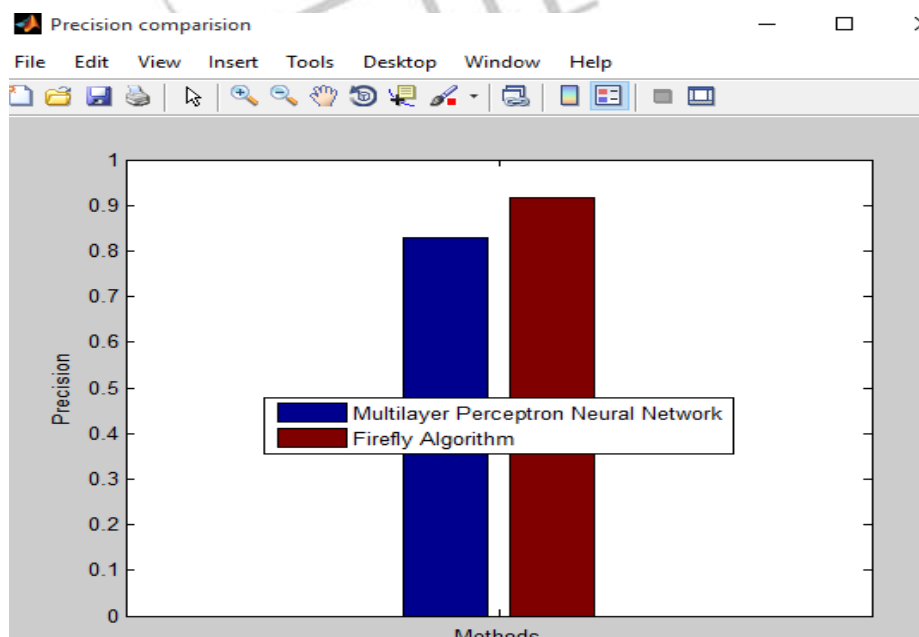 Precision comparision
File Edit View Insert Tools Desktop Window Help
1
0.9
0.8
0.7
0.6
0.5
0.4
0.3
0.2
0.1
0
Precision
Multilayer Perceptron Neural Network
Firefly Algorithm
Methods